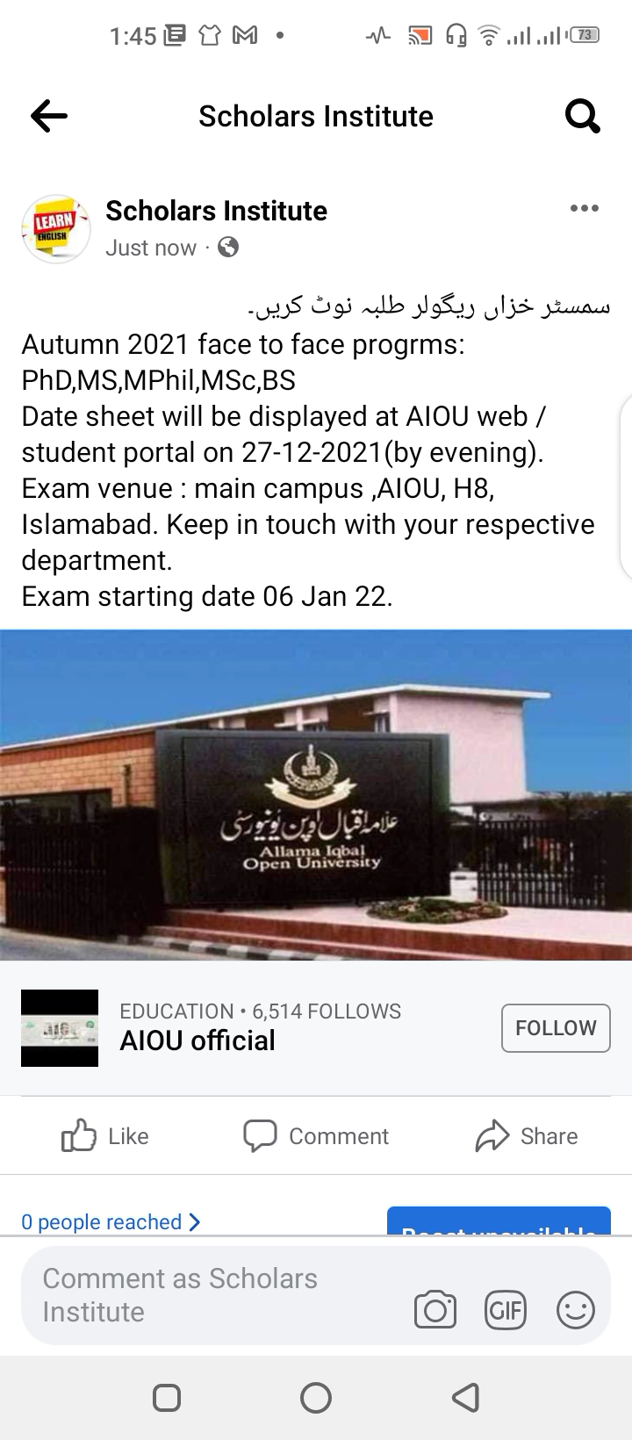 1:45
73
Scholars Institute
LEARN
ENGLISH
Scholars Institute
•••
Just now ·
سمسٹر خزاں ریگولر طلبہ نوٹ کریں۔
Autumn 2021 face to face progrms:
PhD,MS,MPhil,MSc,BS
Date sheet will be displayed at AIOU web /
student portal on 27-12-2021(by evening).
Exam venue : main campus ,AIOU, H8,
Islamabad. Keep in touch with your respective
department.
Exam starting date 06 Jan 22.
علامہ اقبال اوپن یونیورسٹی
Allama Iqbal
Open University
EDUCATION • 6,514 FOLLOWS
AIOU official
FOLLOW
Like
Comment
Share
0 people reached
Boost unavailable
Comment as Scholars
Institute
GIF